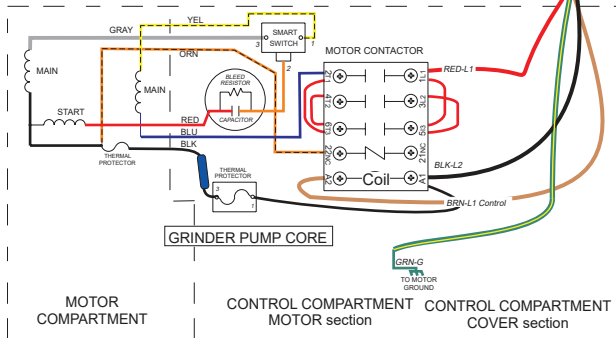 YEL
GRAY
ORN
3
SMART
SWITCH
1
2
MOTOR CONTACTOR
MAIN
MAIN
START
BLEED
RESISTOR
CAPACITOR
RED
BLU
BLK
THERMAL
PROTECTOR
THERMAL
PROTECTOR
3
1
2T1
1L1
4T2
3L2
6T3
5l3
22NC
21NC
A2
Coil
A1
RED-L1
BLK-L2
BRN-L1 Control
GRINDER PUMP CORE
GRN-G
TO MOTOR
GROUND
MOTOR
COMPARTMENT
CONTROL COMPARTMENT
MOTOR section
CONTROL COMPARTMENT
COVER section